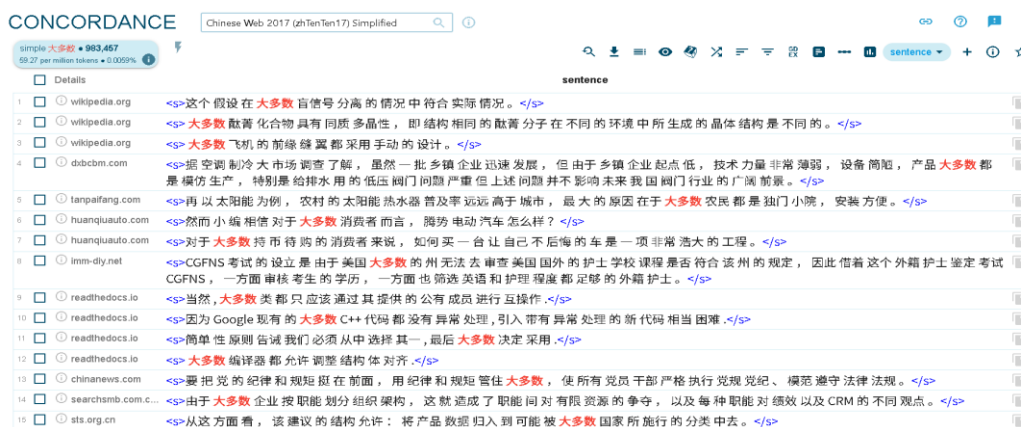 CONCORDANCE
Chinese Web 2017 (zhTenTen17) Simplified
simple 大多数 • 983,457
59.27 per million tokens • 0.0059%
sentence
Details sentence
1 wikipedia.org <s>这个 假设 在 大多数 盲信号 分离 的 情况 中 符合 实际 情况 。</s>
2 wikipedia.org <s> 大多数 酞菁 化合物 具有 同质 多晶性 ， 即 结构 相同 的 酞菁 分子 在 不同 的 环境 中 所 生成 的 晶体 结构 是 不同 的 。</s>
3 wikipedia.org <s> 大多数 飞机 的 前缘 缝 翼 都 采用 手动 的 设计 。</s>
4 dxbcbm.com <s>据 空调 制冷 大 市场 调查 了解 ， 虽然 一 批 乡镇 企业 迅速 发展 ， 但 由于 乡镇 企业 起点 低 ， 技术 力量 非常 薄弱 ， 设备 简陋 ， 产品 大多数 都
是 模仿 生产 ， 特别 是 给排水 用 的 低压 阀门 问题 严重 但 上述 问题 并不 影响 未来 我 国 阀门 行业 的 广阔 前景 。</s>
5 tanpaifang.com <s>再 以 太阳能 为例 ， 农村 的 太阳能 热水器 普及率 远远 高于 城市 ， 最 大 的 原因 在于 大多数 农民 都 是 独门 小院 ， 安装 方便 。</s>
6 huanqiuauto.com <s>然而 小 编 相信 对于 大多数 消费者 而言 ， 腾势 电动 汽车 怎么样 ？</s>
7 huanqiuauto.com <s>对于 大多数 持 币 待 购 的 消费者 来说 ， 如何 买 一 台 让 自己 不 后悔 的 车 是 一 项 非常 浩大 的 工程 。</s>
8 imm-diy.net <s>CGFNS 考试 的 设立 是 由于 美国 大多数 的 州 无法 去 审查 美国 国外 的 护士 学校 课程 是否 符合 该 州 的 规定 ， 因此 借着 这个 外籍 护士 鉴定 考试
CGFNS ， 一方面 审核 考生 的 学历 ， 一方面 也 筛选 英语 和 护理 程度 都 足够 的 外籍 护士 。</s>
9 readthedocs.io <s>当然 , 大多数 类 都 只 应该 通过 其 提供 的 公有 成员 进行 互操作 .</s>
10 readthedocs.io <s>因为 Google 现有 的 大多数 C++ 代码 都 没有 异常 处理 , 引入 带有 异常 处理 的 新 代码 相当 困难 .</s>
11 readthedocs.io <s>简单 性 原则 告诫 我们 必须 从中 选择 其一 , 最后 大多数 决定 采用 .</s>
12 readthedocs.io <s> 大多数 编译器 都 允许 调整 结构 体 对齐 .</s>
13 chinanews.com <s>要 把 党 的 纪律 和 规矩 挺 在 前面 ， 用 纪律 和 规矩 管住 大多数 ， 使 所有 党员 干部 严格 执行 党规 党纪 、 模范 遵守 法律 法规 。</s>
14 searchsmb.com.c... <s>由于 大多数 企业 按 职能 划分 组织 架构 ， 这 就 造成 了 职能 间 对 有限 资源 的 争夺 ， 以及 每 种 职能 对 绩效 以及 CRM 的 不同 观点 。</s>
15 sts.org.cn <s>从 这 方面 看 ， 该 建议 的 结构 允许 ： 将 产品 数据 归入 到 可能 被 大多数 国家 所 施行 的 分类 中去 。</s>